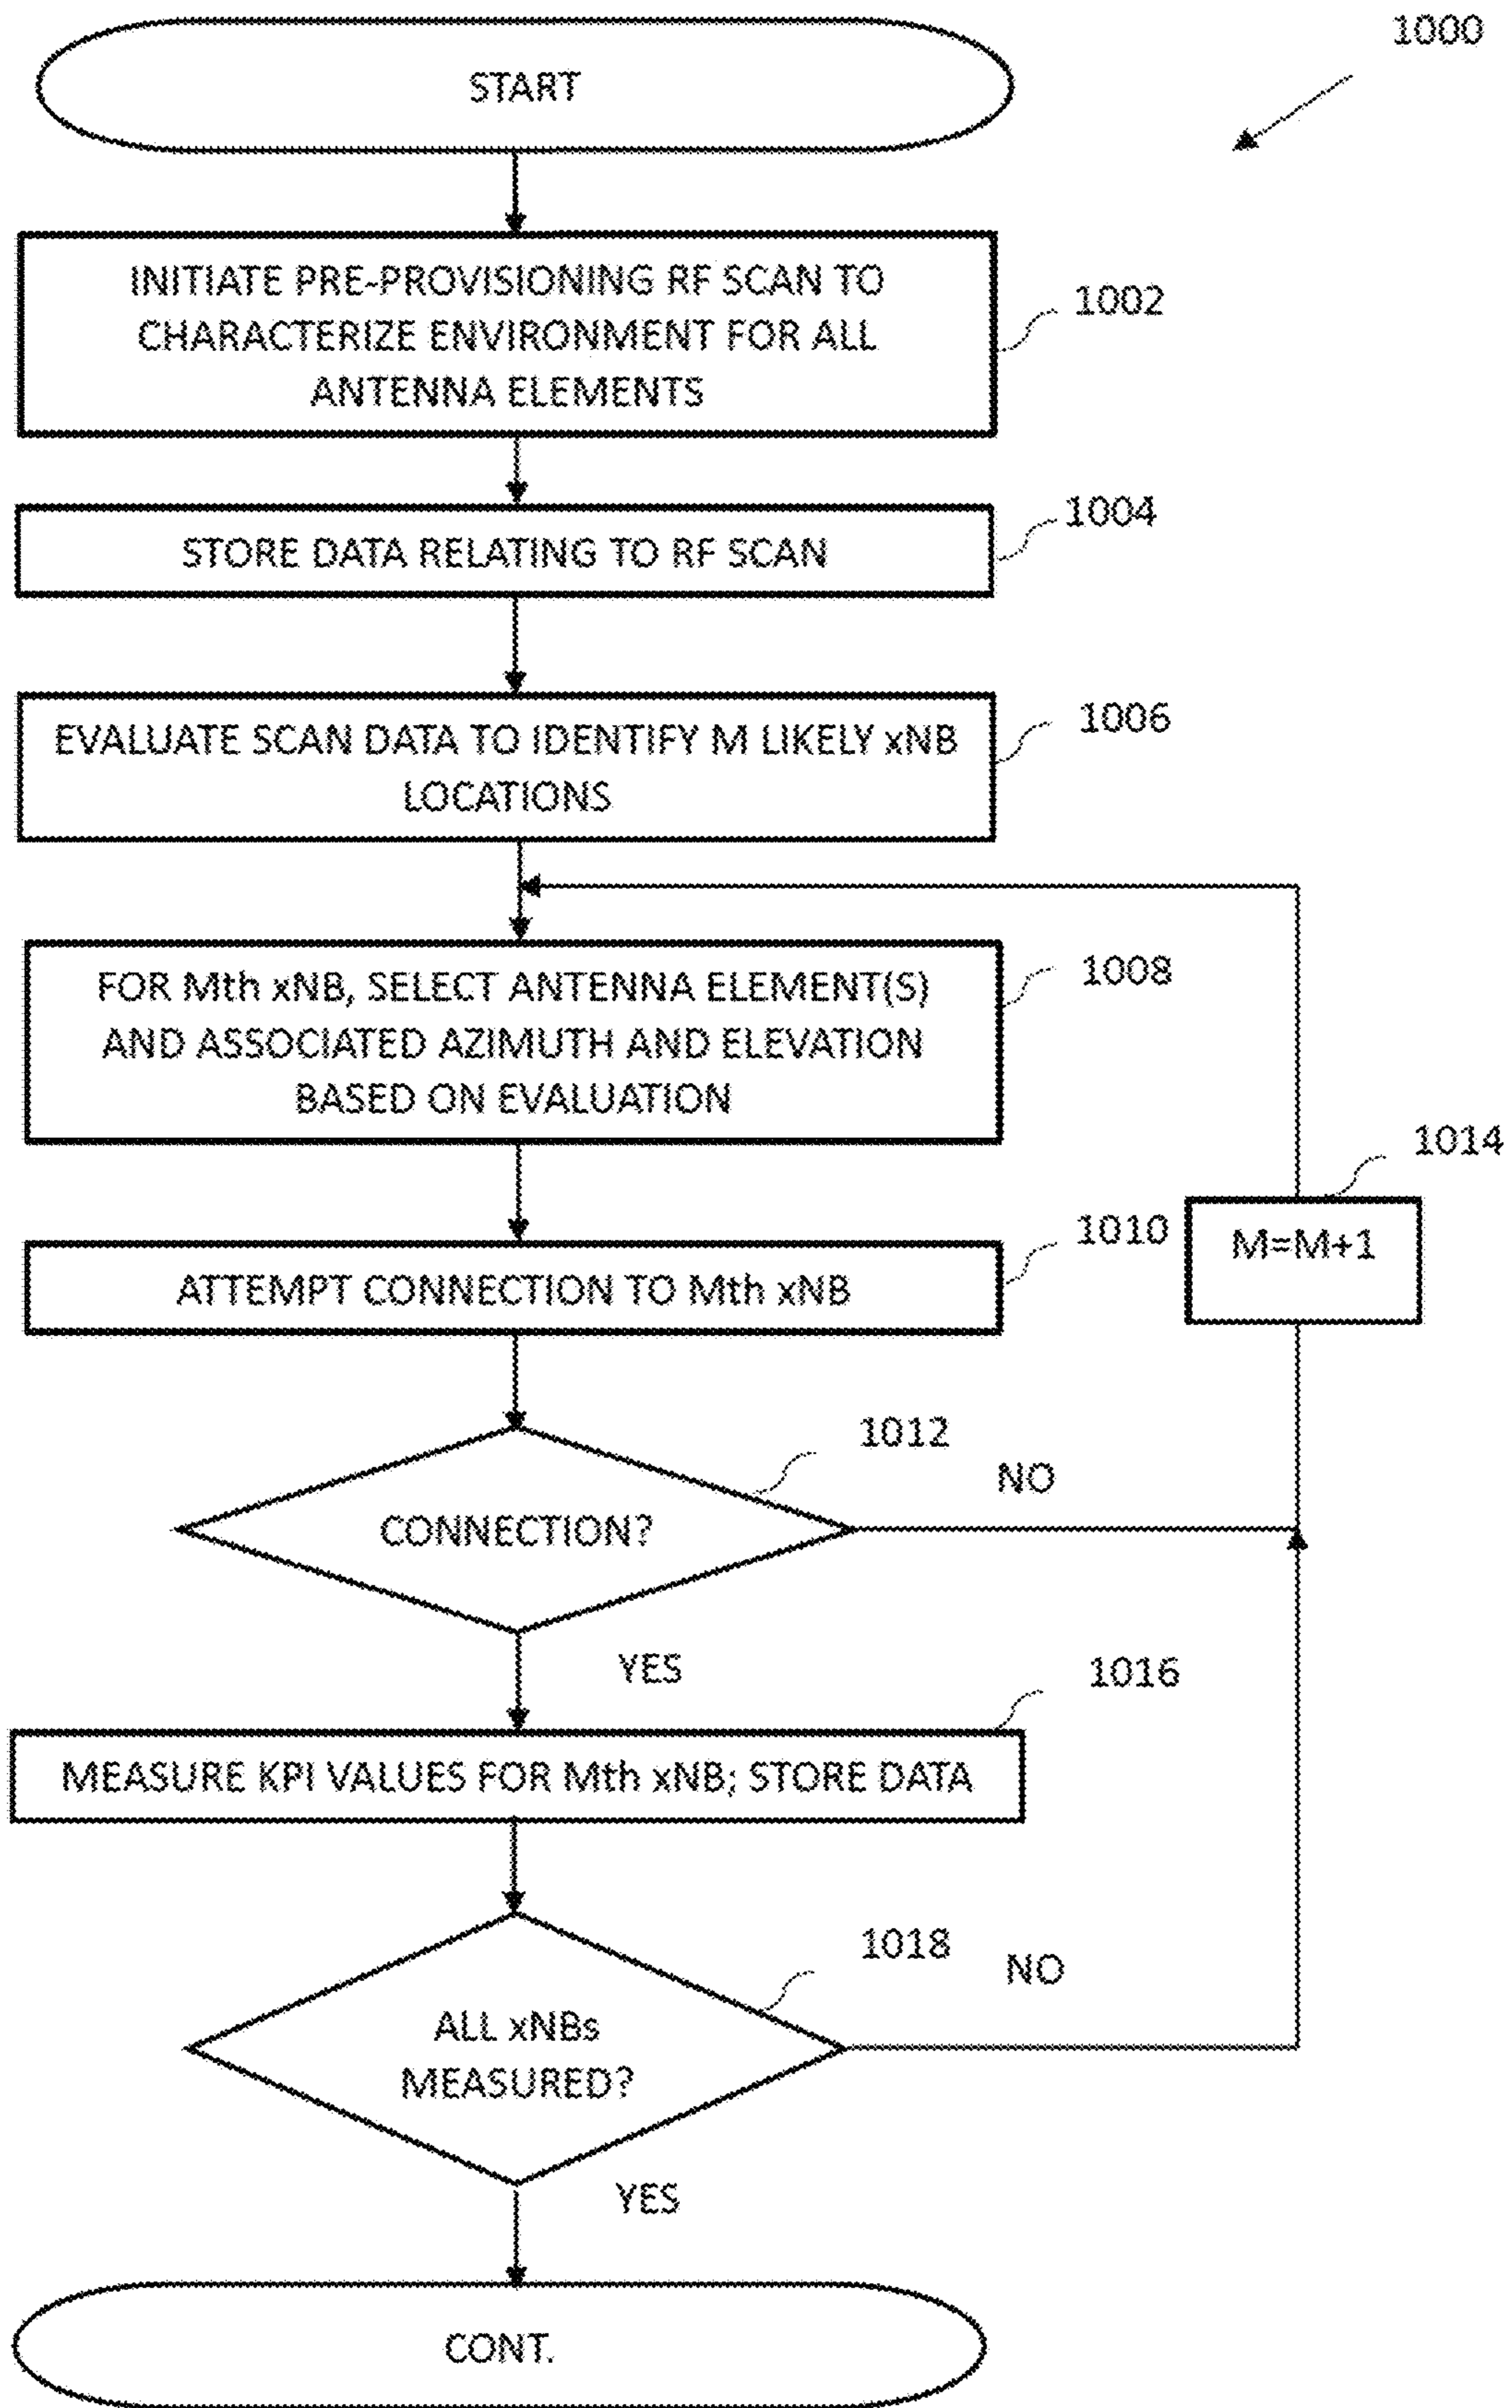 1000
START
INITIATE PRE-PROVISIONING RF SCAN TO
CHARACTERIZE ENVIRONMENT FOR ALL
ANTENNA ELEMENTS
1002
STORE DATA RELATING TO RF SCAN
1004
EVALUATE SCAN DATA TO IDENTIFY M LIKELY xNB
LOCATIONS
1006
FOR Mth xNB, SELECT ANTENNA ELEMENT(S)
AND ASSOCIATED AZIMUTH AND ELEVATION
BASED ON EVALUATION
1008
1014
M=M+1
ATTEMPT CONNECTION TO Mth xNB
1010
CONNECTION?
1012
NO
YES
MEASURE KPI VALUES FOR Mth xNB; STORE DATA
1016
ALL xNBs
MEASURED?
1018
NO
YES
CONT.